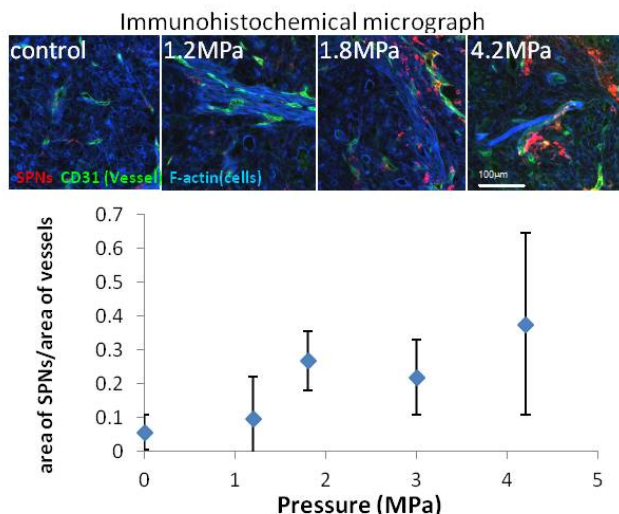 Immunohistochemical micrograph
control 1.2MPa 1.8MPa 4.2MPa
SPNs CD31 (Vessel) F-actin(cells) 100μm
0.7
0.6
0.5
0.4
0.3
0.2
0.1
0
area of SPNs/area of vessels
0 1 2 3 4 5
Pressure (MPa)